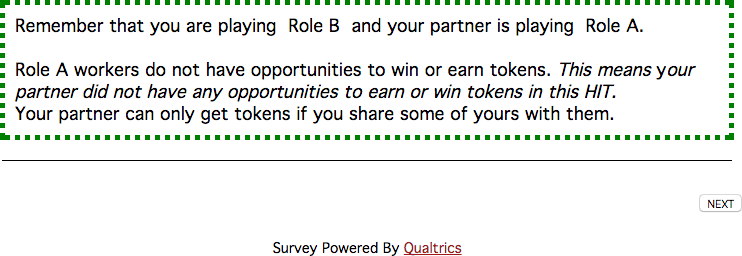 Remember that you are playing Role B and your partner is playing Role A.
Role A workers do not have opportunities to win or earn tokens. This means your
partner did not have any opportunities to earn or win tokens in this HIT.
Your partner can only get tokens if you share some of yours with them.
NEXT
Survey Powered By Qualtrics